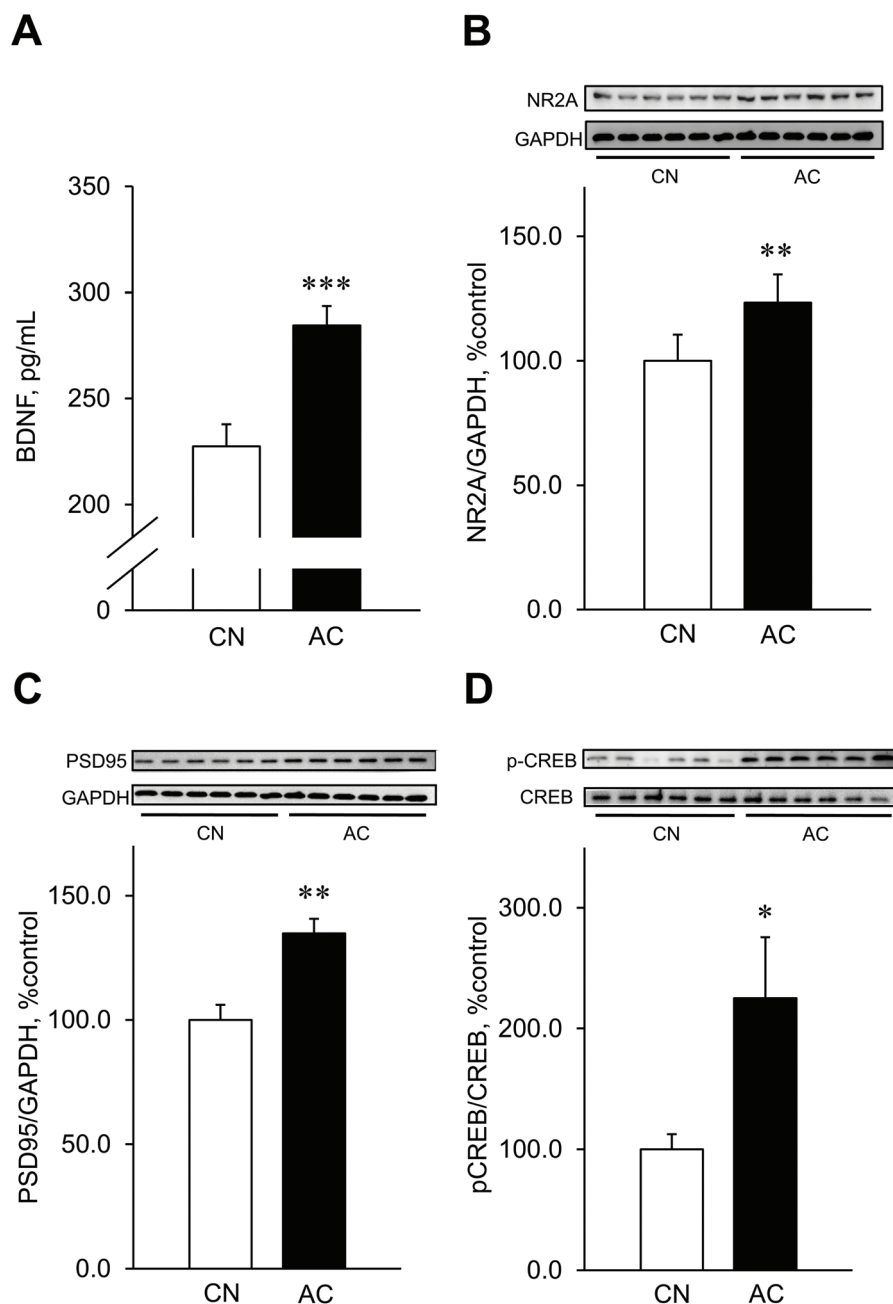 A
BDNF, pg/mL
350
300
250
200
0
***
CN
AC
B
NR2A
GAPDH
CN
AC
NR2A/GAPDH, %control
150.0
100.0
50.0
0.0
**
CN
AC
C
PSD95
GAPDH
CN
AC
PSD95/GAPDH, %control
150.0
100.0
50.0
0.0
**
CN
AC
D
p-CREB
CREB
CN
AC
pCREB/CREB, %control
300.0
200.0
100.0
0.0
*
CN
AC